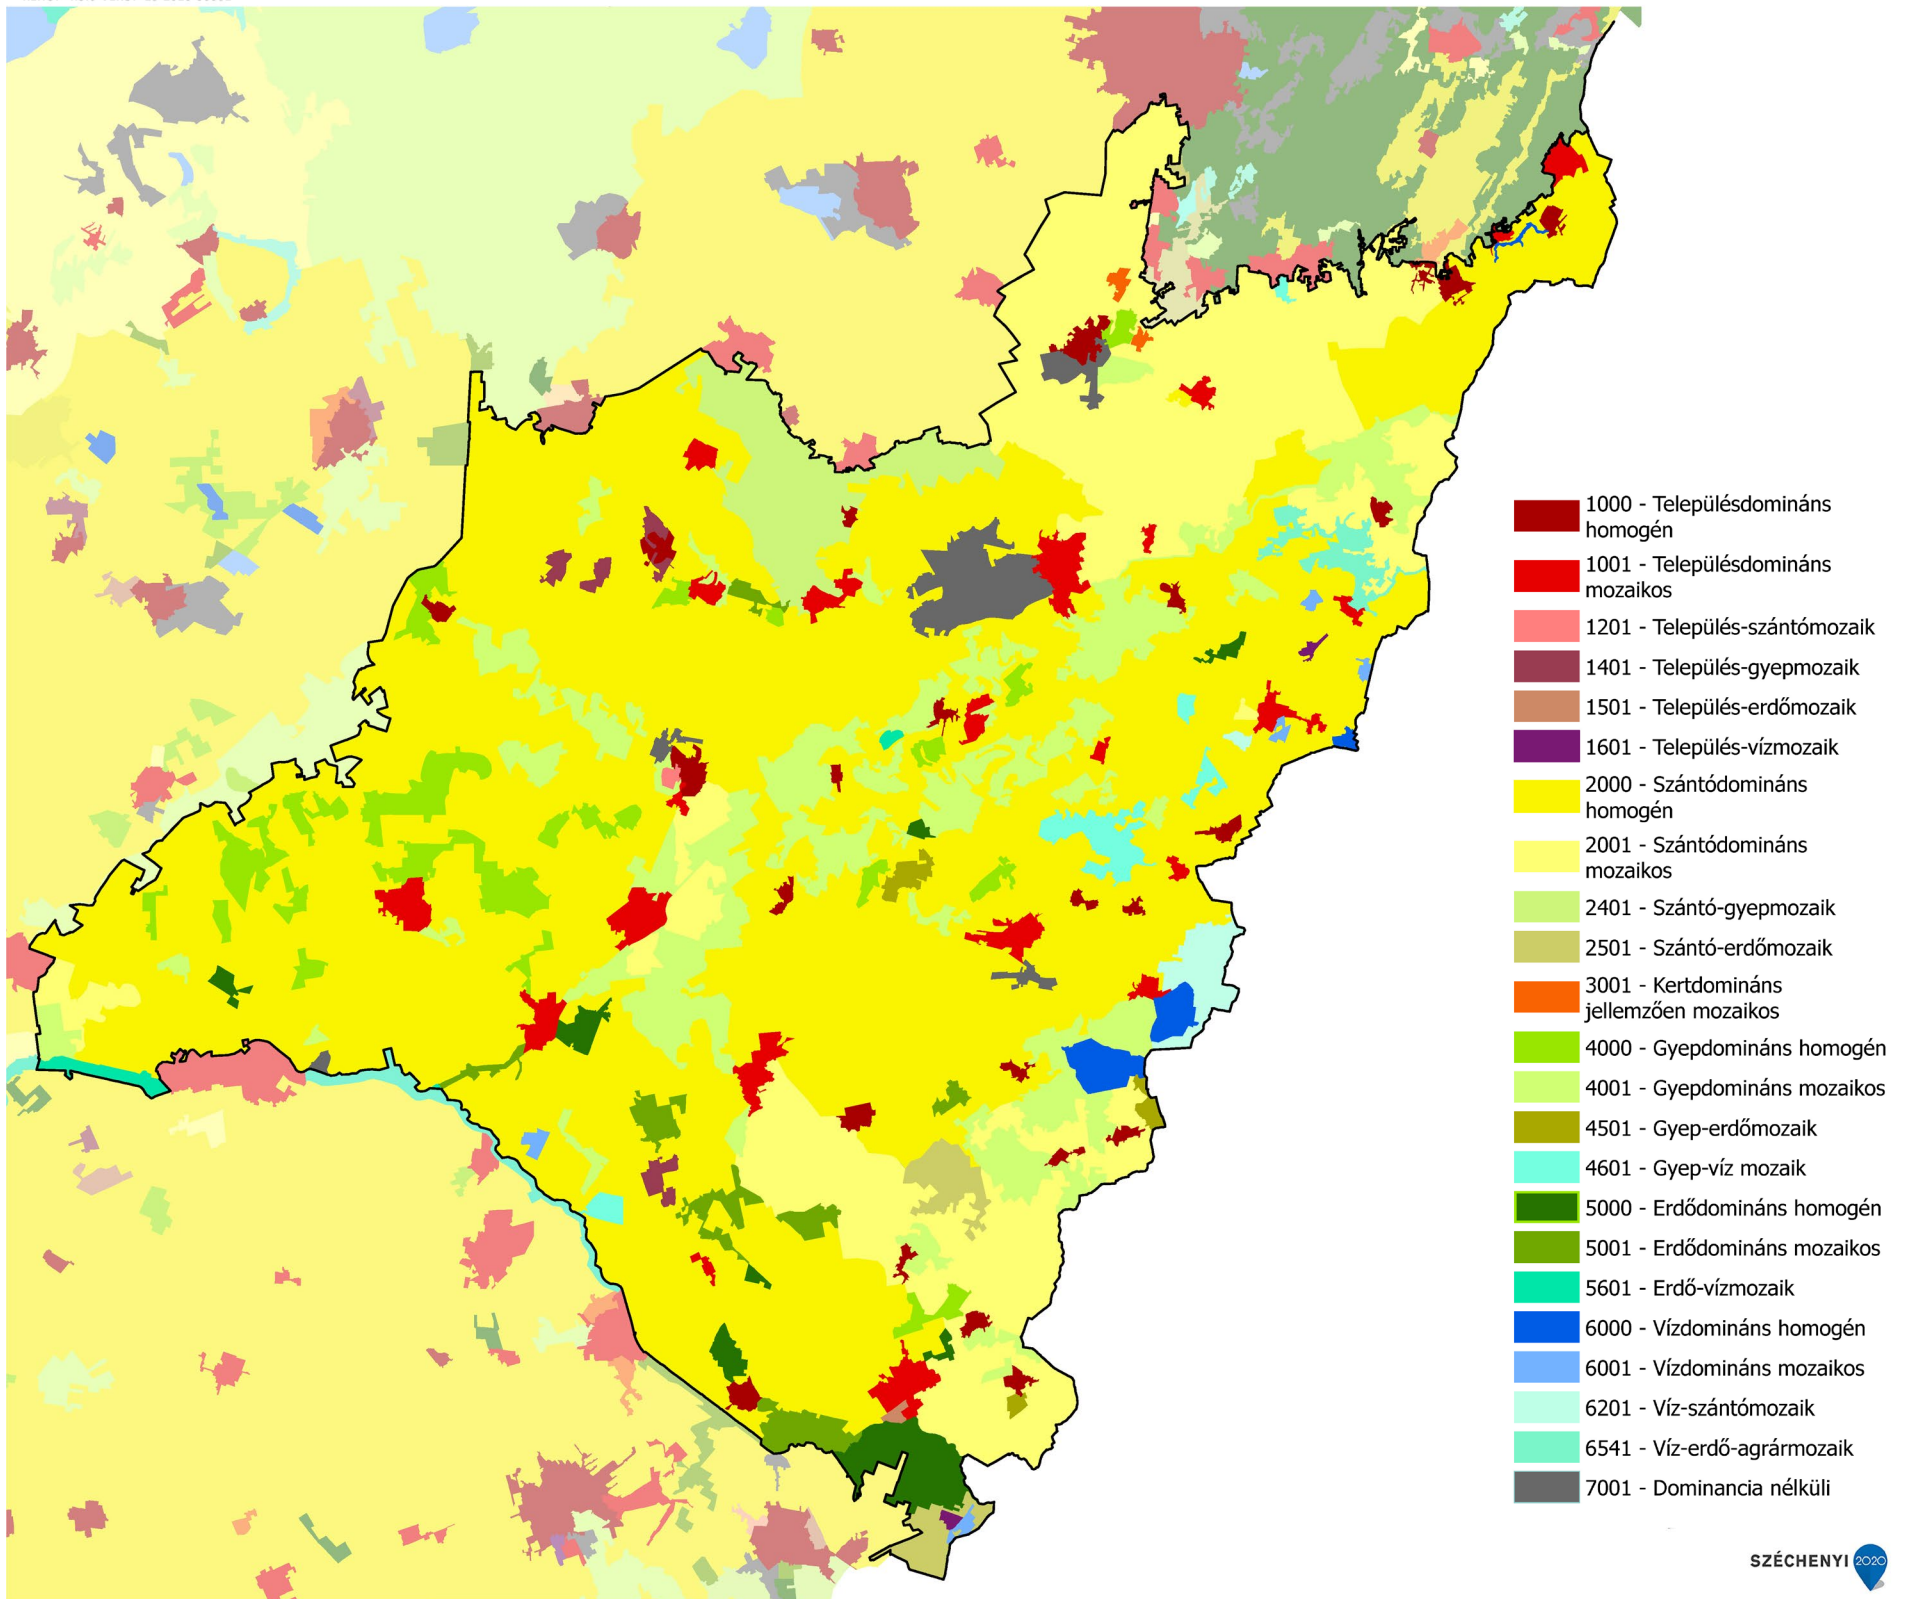 1000 - Településdomináns
homogén
1001 - Településdomináns
mozaikos
1201 - Település-szántómozaik
1401 - Település-gyepmozaik
1501 - Település-erdőmozaik
1601 - Település-vízmozaik
2000 - Szántódomináns
homogén
2001 - Szántódomináns
mozaikos
2401 - Szántó-gyepmozaik
2501 - Szántó-erdőmozaik
3001 - Kertdomináns
jellemzően mozaikos
4000 - Gyepdomináns homogén
4001 - Gyepdomináns mozaikos
4501 - Gyep-erdőmozaik
4601 - Gyep-víz mozaik
5000 - Erdődomináns homogén
5001 - Erdődomináns mozaikos
5601 - Erdő-vízmozaik
6000 - Vízdomináns homogén
6001 - Vízdomináns mozaikos
6201 - Víz-szántómozaik
6541 - Víz-erdő-agrármozaik
7001 - Dominancia nélküli
SZÉCHENYI 2020